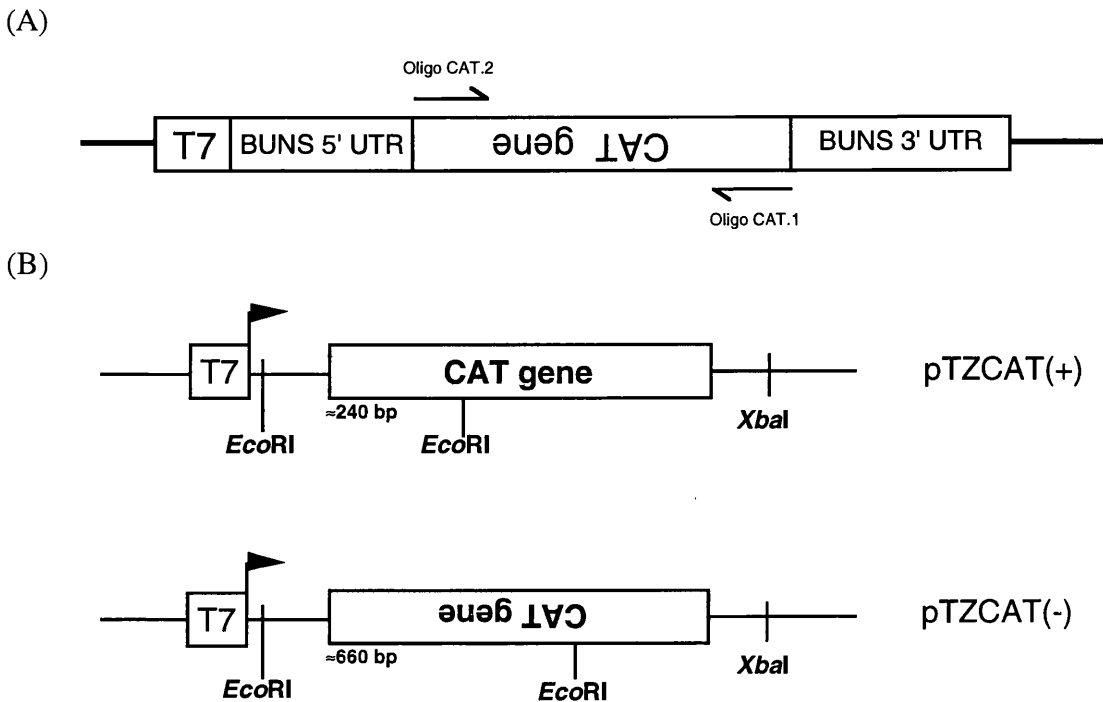 (A)
Oligo CAT.2
T7
BUNS 5' UTR
CAT gene
BUNS 3' UTR
Oligo CAT.1
(B)
T7
CAT gene
pTZCAT(+)
≈240 bp
EcoRI
EcoRI
XbaI
T7
CAT gene
pTZCAT(-)
≈660 bp
EcoRI
EcoRI
XbaI